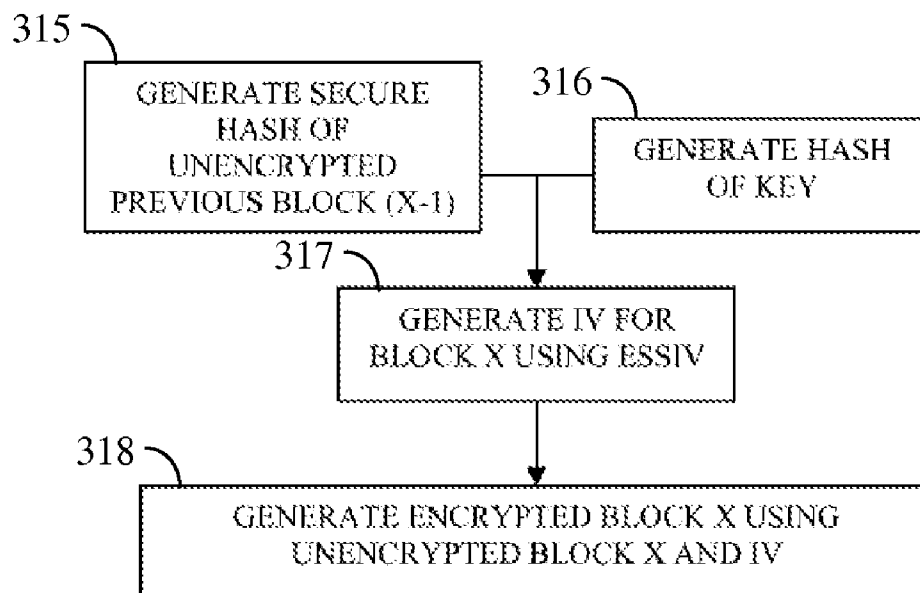 315
GENERATE SECURE
HASH OF
UNENCRYPTED
PREVIOUS BLOCK (X-1)
316
GENERATE HASH
OF KEY
317
GENERATE IV FOR
BLOCK X USING ESSIV
318
GENERATE ENCRYPTED BLOCK X USING
UNENCRYPTED BLOCK X AND IV